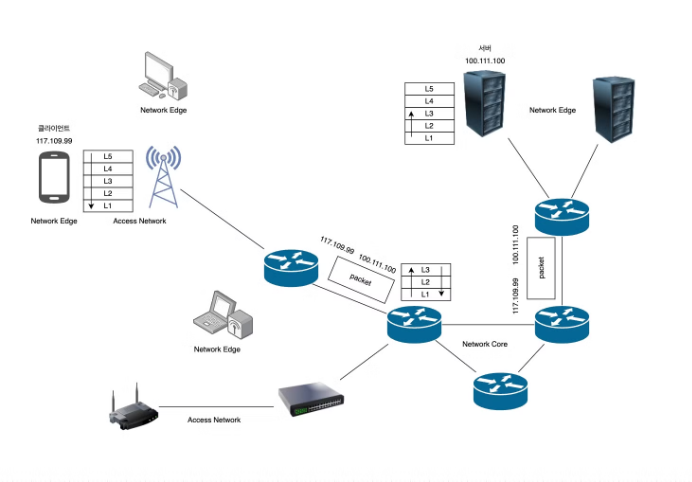 서버
100.111.100
Network Edge
L5
L4
L3
L2
L1
Network Edge
클라이언트
117.109.99
L5
L4
L3
L2
L1
Network Edge
Access Network
117.109.99 100.111.100
packet
L3
L2
L1
117.109.99 100.111.100
packet
Network Core
Network Edge
Access Network